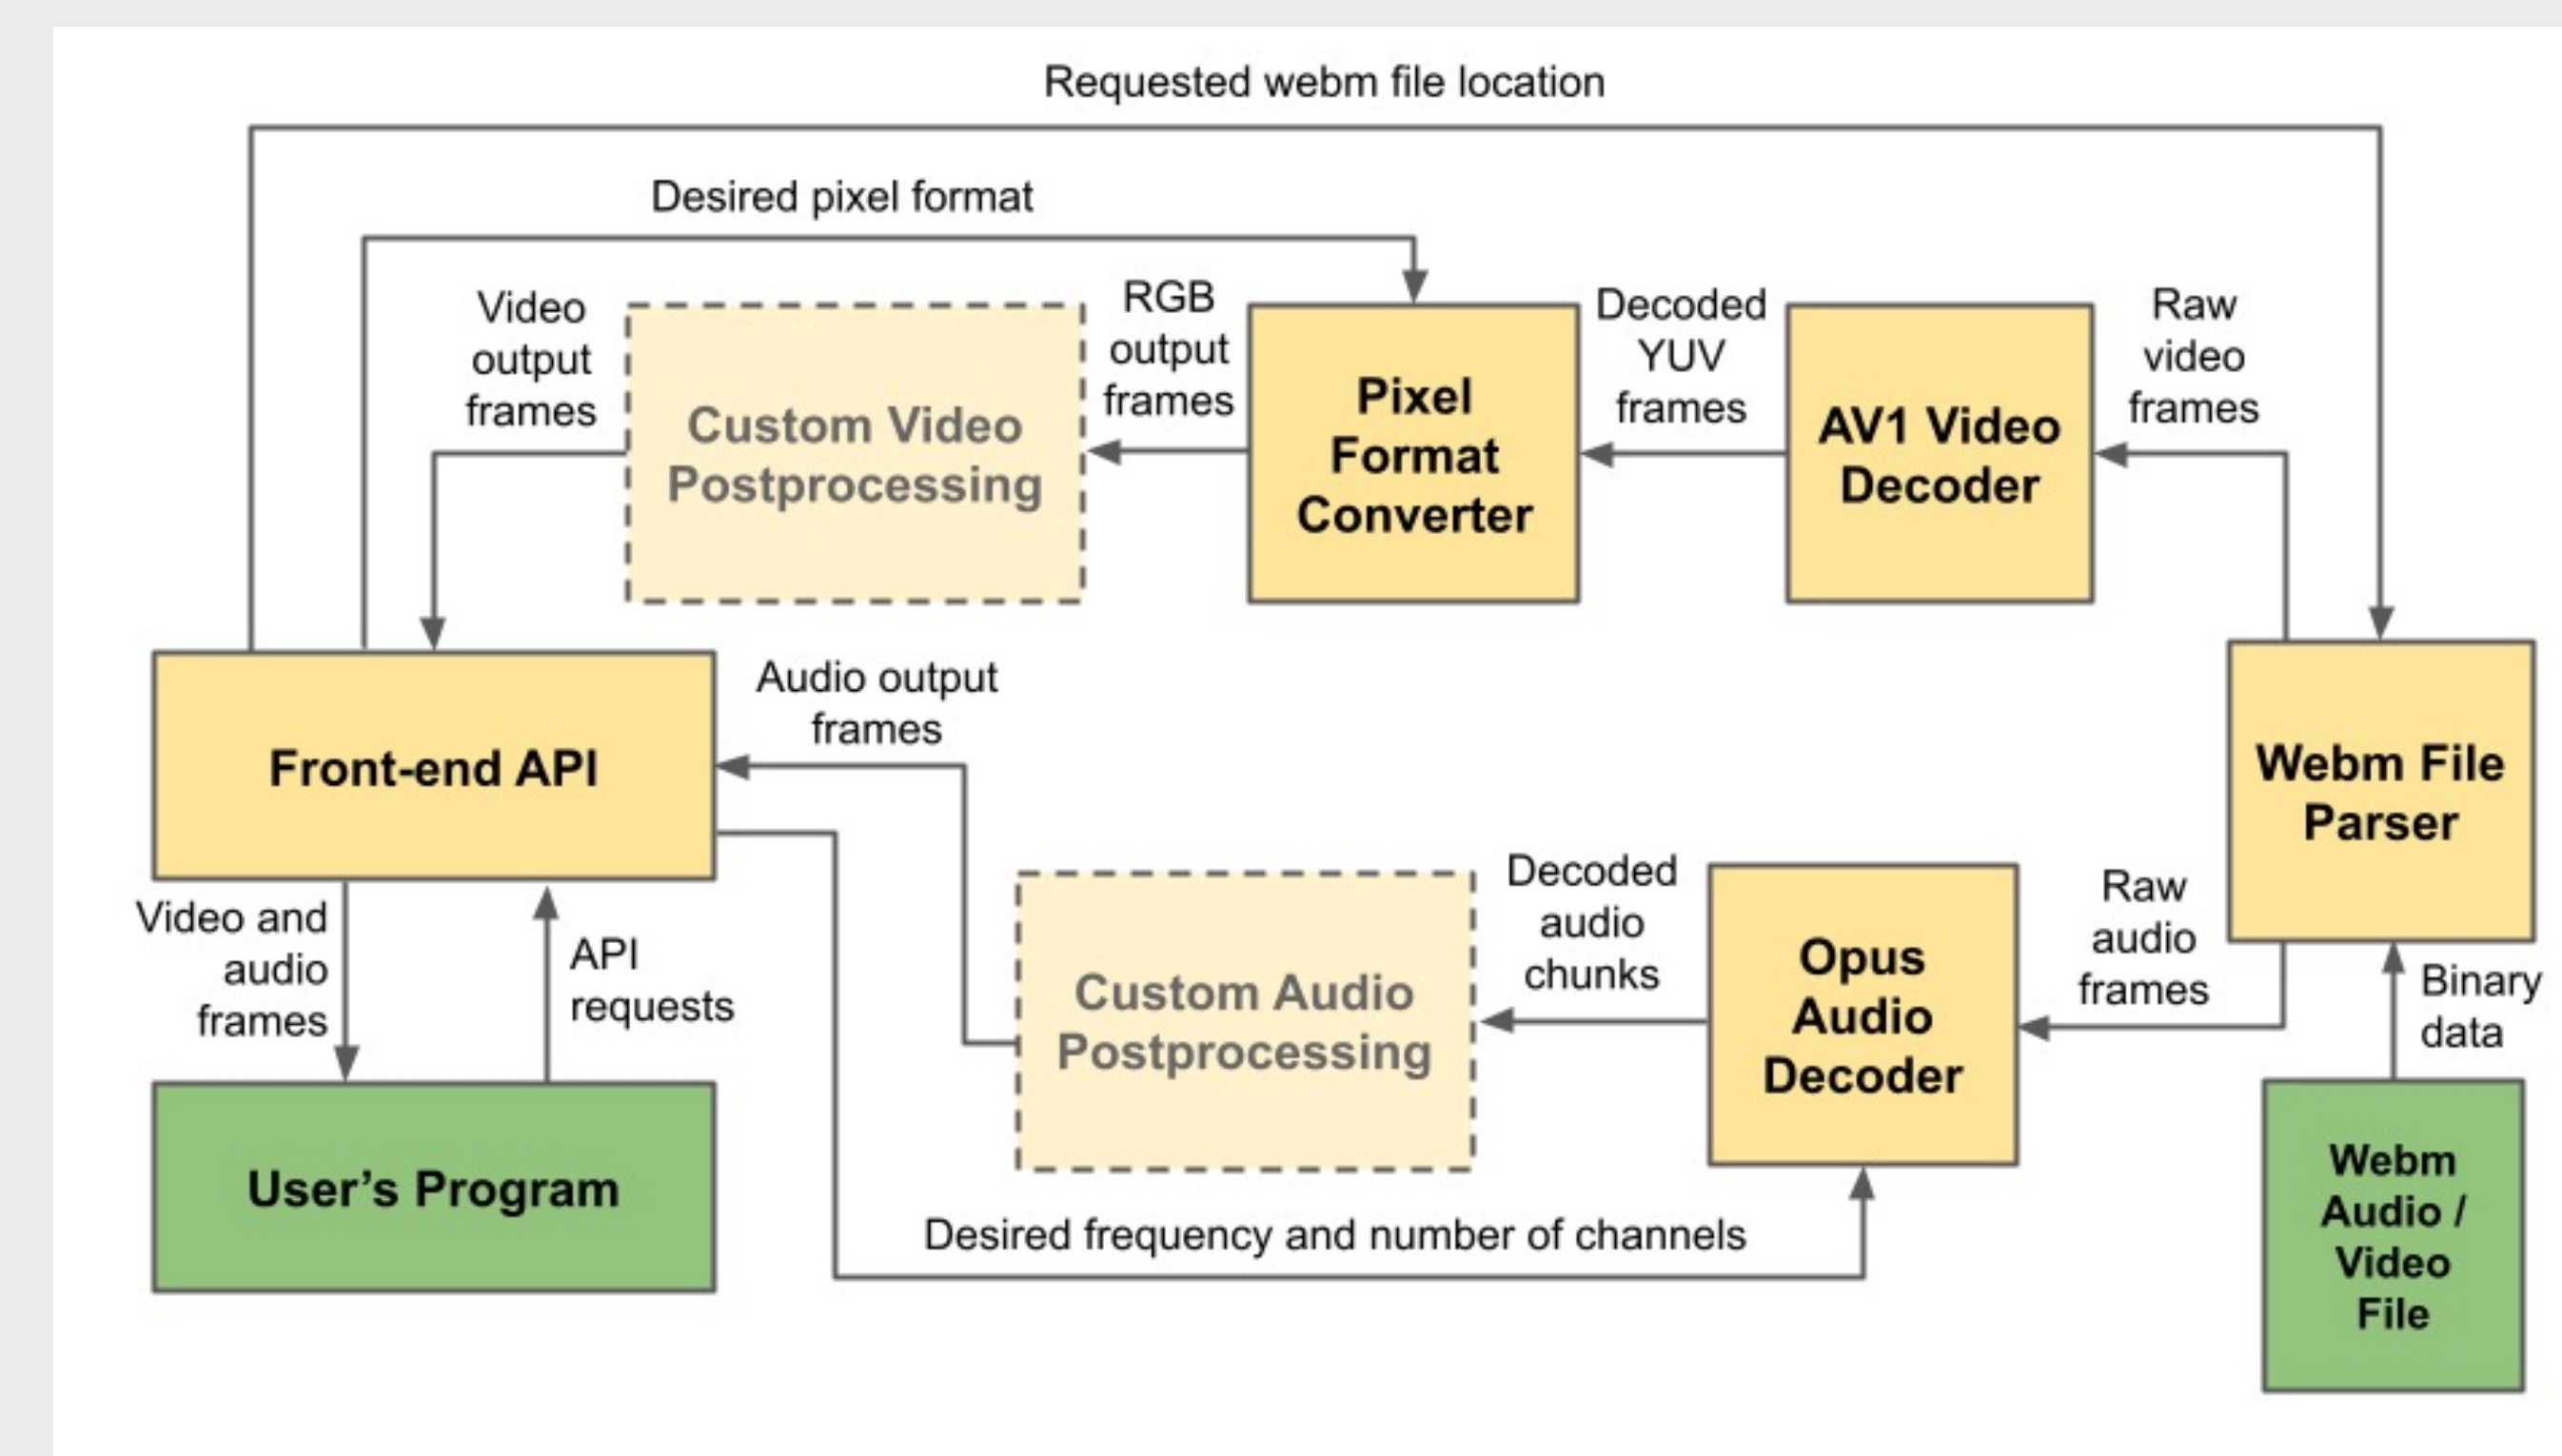 Requested webm file location
Desired pixel format
Video
output
frames
Custom Video
Postprocessing
RGB
output
frames
Pixel
Format
Converter
Decoded
YUV
frames
AV1 Video
Decoder
Raw
video
frames
Front-end API
Audio output
frames
Webm File
Parser
Video and
audio
frames
API
requests
Custom Audio
Postprocessing
Decoded
audio
chunks
Opus
Audio
Decoder
Raw
audio
frames
Binary
data
User’s Program
Desired frequency and number of channels
Webm
Audio /
Video
File